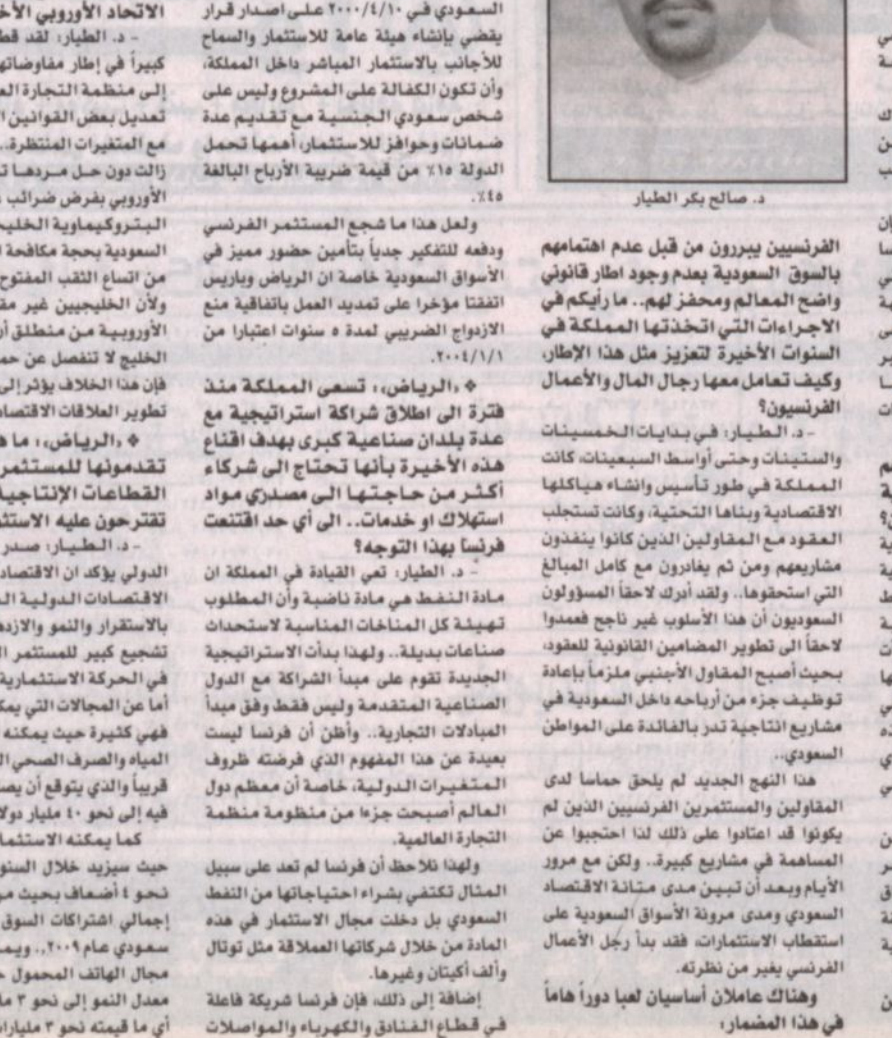 د. صالح بكر الطيار
الفرنسيين يبررون من قبل عدم اهتمامهم
بالسوق السعودية بعدم وجود اطار قانوني
واضح المعالم ومحفز لهم.. ما رأيكم في
الاجراءات التي اتخذتها المملكة في
السنوات الأخيرة لتعزيز مثل هذا الإطار،
وكيف تعامل معها رجال المال والأعمال
الفرنسيون؟
- د. الطيار: في بدايات الخمسينات
والستينات وحتى أواسط السبعينات، كانت
المملكة في طور تأسيس وانشاء هياكلها
الاقتصادية وبناها التحتية، وكانت تستجلب
العقود مع المقاولين الذين كانوا ينفذون
مشاريعهم ومن ثم يغادرون مع كامل المبالغ
التي استحقوها.. ولقد أدرك لاحقاً المسؤولون
السعوديون أن هذا الأسلوب غير ناجح فعمدوا
لاحقاً الى تطوير المضامين القانونية للعقود،
بحيث أصبح المقاول الأجنبي ملزماً بإعادة
توظيف جزء من أرباحه داخل السعودية في
مشاريع انتاجية تدر بالفائدة على المواطن
السعودي..
هذا النهج الجديد لم يلحق حماسا لدى
المقاولين والمستثمرين الفرنسيين الذين لم
يكونوا قد اعتادوا على ذلك لذا احتجبوا عن
المساهمة في مشاريع كبيرة.. ولكن مع مرور
الأيام وبعد أن تبين مدى متانة الاقتصاد
السعودي ومدى مرونة الأسواق السعودية على
استقطاب الاستثمارات، فقد بدأ رجل الأعمال
الفرنسي يغير من نظرته.
وهناك عاملان أساسيان لعبا دوراً هاماً
في هذا المضمار:
السعودي في ٢٠٠٠/٤/١٠ على اصدار قرار
يقضي بإنشاء هيئة عامة للاستثمار والسماح
للأجانب بالاستثمار المباشر داخل المملكة،
وأن تكون الكفالة على المشروع وليس على
شخص سعودي الجنسية مع تقديم عدة
ضمانات وحوافز للاستثمار، أهمها تحمل
الدولة ١٥٪ من قيمة ضريبة الأرباح البالغة
٤٥٪.
ولعل هذا ما شجع المستثمر الفرنسي
ودفعه للتفكير جدياً بتأمين حضور مميز في
الأسواق السعودية خاصة ان الرياض وباريس
اتفقتا مؤخرا على تمديد العمل باتفاقية منع
الازدواج الضريبي لمدة ٥ سنوات اعتبارا من
٢٠٠٤/١/١.
❖ «الرياض»: تسعى المملكة منذ
فترة الى اطلاق شراكة استراتيجية مع
عدة بلدان صناعية كبرى بهدف اقناع
هذه الأخيرة بأنها تحتاج الى شركاء
أكثر من حاجتها الى مصدري مواد
استهلاك او خدمات.. الى أي حد اقتنعت
فرنسا بهذا التوجه؟
- د. الطيار: تعي القيادة في المملكة ان
مادة النفط هي مادة ناضبة وأن المطلوب
تهيئة كل المناخات المناسبة لاستحداث
صناعات بديلة.. ولهذا بدأت الاستراتيجية
الجديدة تقوم على مبدأ الشراكة مع الدول
الصناعية المتقدمة وليس فقط وفق مبدأ
المبادلات التجارية.. وأظن أن فرنسا ليست
بعيدة عن هذا المفهوم الذي فرضته ظروف
المتغيرات الدولية، خاصة أن معظم دول
العالم أصبحت جزءا من منظومة منظمة
التجارة العالمية.
ولهذا نلاحظ أن فرنسا لم تعد على سبيل
المثال تكتفي بشراء احتياجاتها من النفط
السعودي بل دخلت مجال الاستثمار في هذه
المادة من خلال شركاتها العملاقة مثل توتال
وألف أكيتان وغيرها.
إضافة إلى ذلك، فإن فرنسا شريكة فاعلة
في قطاع الفنادق والكهرباء والمواصلات
الاتحاد الأوروبي
- د. الطيار: لقد
كبيراً في إطار
إلى منظمة التجارة
تعديل بعض القوانين
مع المتغيرات المنتظرة..
زالت دون حل مردها
الأوروبي بفرض ضرائب
البتروكيماوية
السعودية بحجة مكافحة
من اتساع الثقب المفتوح
ولأن الخليجيين غير
الأوروبية من منطلق
الخليج لا تنفصل عن
فإن هذا الخلاف يؤثر
تطوير العلاقات
❖ «الرياض»: ما
تقدمونها
القطاعات
تقترحون عليه
- د. الطيار: صدر
الدولي يؤكد ان
الاقتصادات الدولية
بالاستقرار والنمو
تشجيع كبير للمستثمر
في الحركة الاستثمارية
أما عن المجالات التي
فهي كثيرة حيث يمكنه
المياه والصرف الصحي
قريباً والذي يتوقع أن
فيه إلى نحو ٤٠ مليار
كما يمكنه
حيث سيزيد خلال
نحو ٤ أضعاف بحيث
إجمالي اشتراكات السوق
سعودي عام ٢٠٠٩..
مجال الهاتف المحمول
معدل النمو إلى نحو ٣
أي ما قيمته نحو ٣